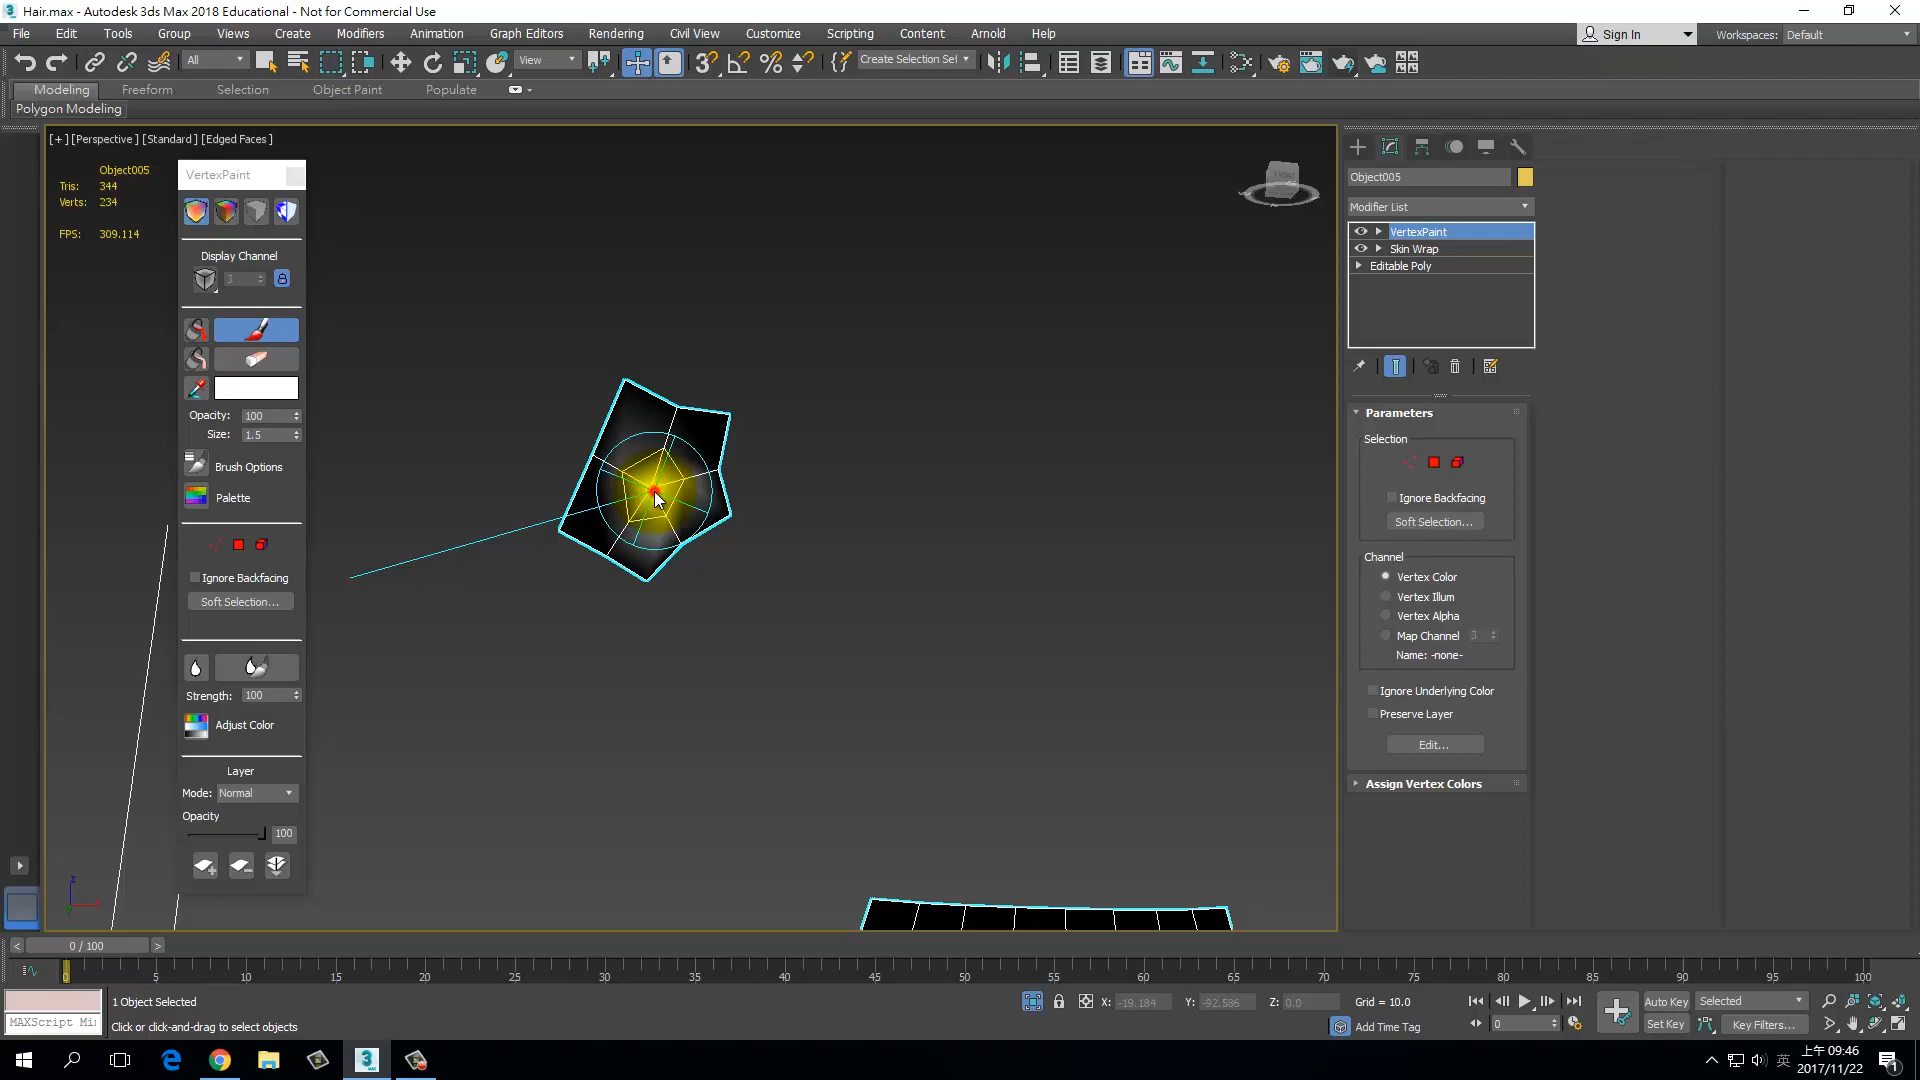 Hair.max - Autodesk 3ds Max 2018 Educational - Not for Commercial Use
File Edit Tools Group Views Create Modifiers Animation Graph Editors Rendering Civil View Customize Scripting Content Arnold Help
Sign In
Workspaces: Default
All
View
Create Selection Set
Modeling Freeform Selection Object Paint Populate
Polygon Modeling
[+] [Perspective] [Standard] [Edged Faces]
Object005
Tris: 344
Verts: 234
FPS: 309.114
VertexPaint
Display Channel
3
Opacity: 100
Size: 1.5
Brush Options
Palette
Ignore Backfacing
Soft Selection...
Strength: 100
Adjust Color
Layer
Mode: Normal
Opacity
100
FRONT
Object005
Modifier List
VertexPaint
Skin Wrap
Editable Poly
Parameters
Selection
Ignore Backfacing
Soft Selection...
Channel
Vertex Color
Vertex Illum
Vertex Alpha
Map Channel 3
Name: -none-
Ignore Underlying Color
Preserve Layer
Edit...
Assign Vertex Colors
< 0 / 100 >
0 5 10 15 20 25 30 35 40 45 50 55 60 65 70 75 80 85 90 95 100
1 Object Selected
MAXScript Mi
Click or click-and-drag to select objects
X: -19.184 Y: -92.586 Z: 0.0 Grid = 10.0
Add Time Tag
0
Auto Key Selected
Set Key Key Filters...
3
MAX
英
上午 09:46
2017/11/22
1